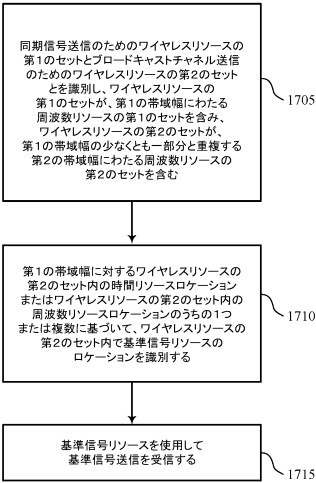 同期信号送信のためのワイヤレスリソースの
第1のセットとブロードキャストチャネル送信
のためのワイヤレスリソースの第2のセット
とを識別し、ワイヤレスリソースの
第1のセットが、第1の帯域幅にわたる
周波数リソースの第1のセットを含み、
ワイヤレスリソースの第2のセットが、
第1の帯域幅の少なくとも一部分と重複する
第2の帯域幅にわたる周波数リソースの
第2のセットを含む
1705
第1の帯域幅に対するワイヤレスリソースの
第2のセット内の時間リソースロケーション
またはワイヤレスリソースの第2のセット内の
周波数リソースロケーションのうちの1つ
または複数に基づいて、ワイヤレスリソースの
第2のセット内で基準信号リソースの
ロケーションを識別する
1710
基準信号リソースを使用して
基準信号送信を受信する
1715